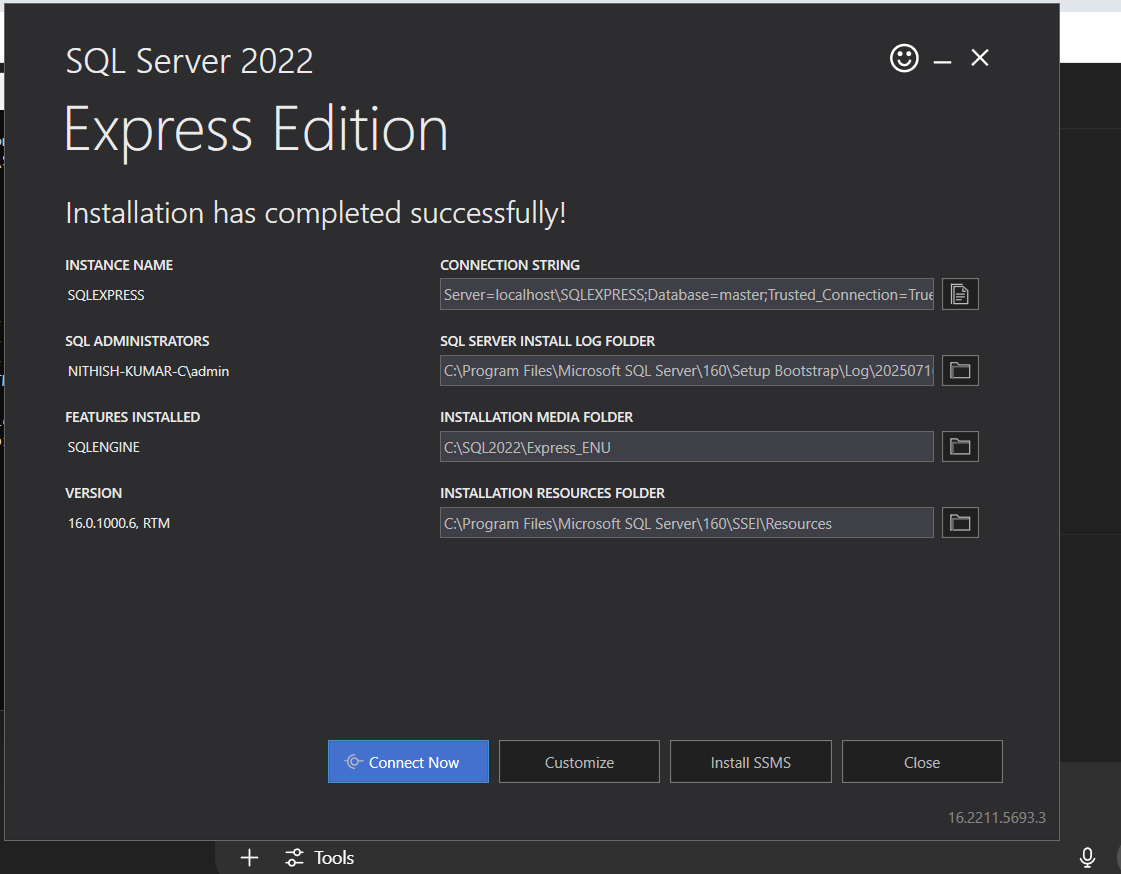 SQL Server 2022
Express Edition
Installation has completed successfully!
INSTANCE NAME
SQLEXPRESS
CONNECTION STRING
Server=localhost\SQLEXPRESS;Database=master;Trusted_Connection=True
SQL ADMINISTRATORS
NITHISH-KUMAR-C\admin
SQL SERVER INSTALL LOG FOLDER
C:\Program Files\Microsoft SQL Server\160\Setup Bootstrap\Log\2025071
FEATURES INSTALLED
SQLENGINE
INSTALLATION MEDIA FOLDER
C:\SQL2022\Express_ENU
VERSION
16.0.1000.6, RTM
INSTALLATION RESOURCES FOLDER
C:\Program Files\Microsoft SQL Server\160\SSEI\Resources
Connect Now
Customize
Install SSMS
Close
16.2211.5693.3
Tools